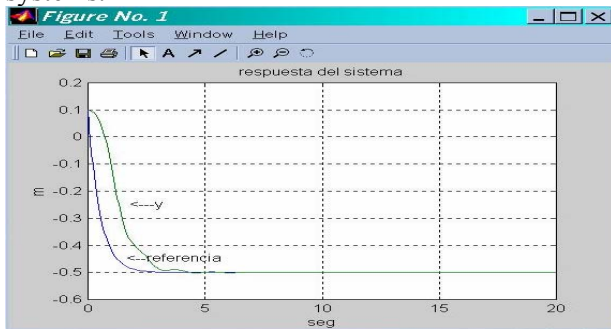 systems.
Figure No. 1
File Edit Tools Window Help
A
respuesta del sistema
0.2
0.1
0
-0.1
-0.2
-0.3
-0.4
-0.5
-0.6
m
<---y
<--referencia
0 5 10 15 20
seg